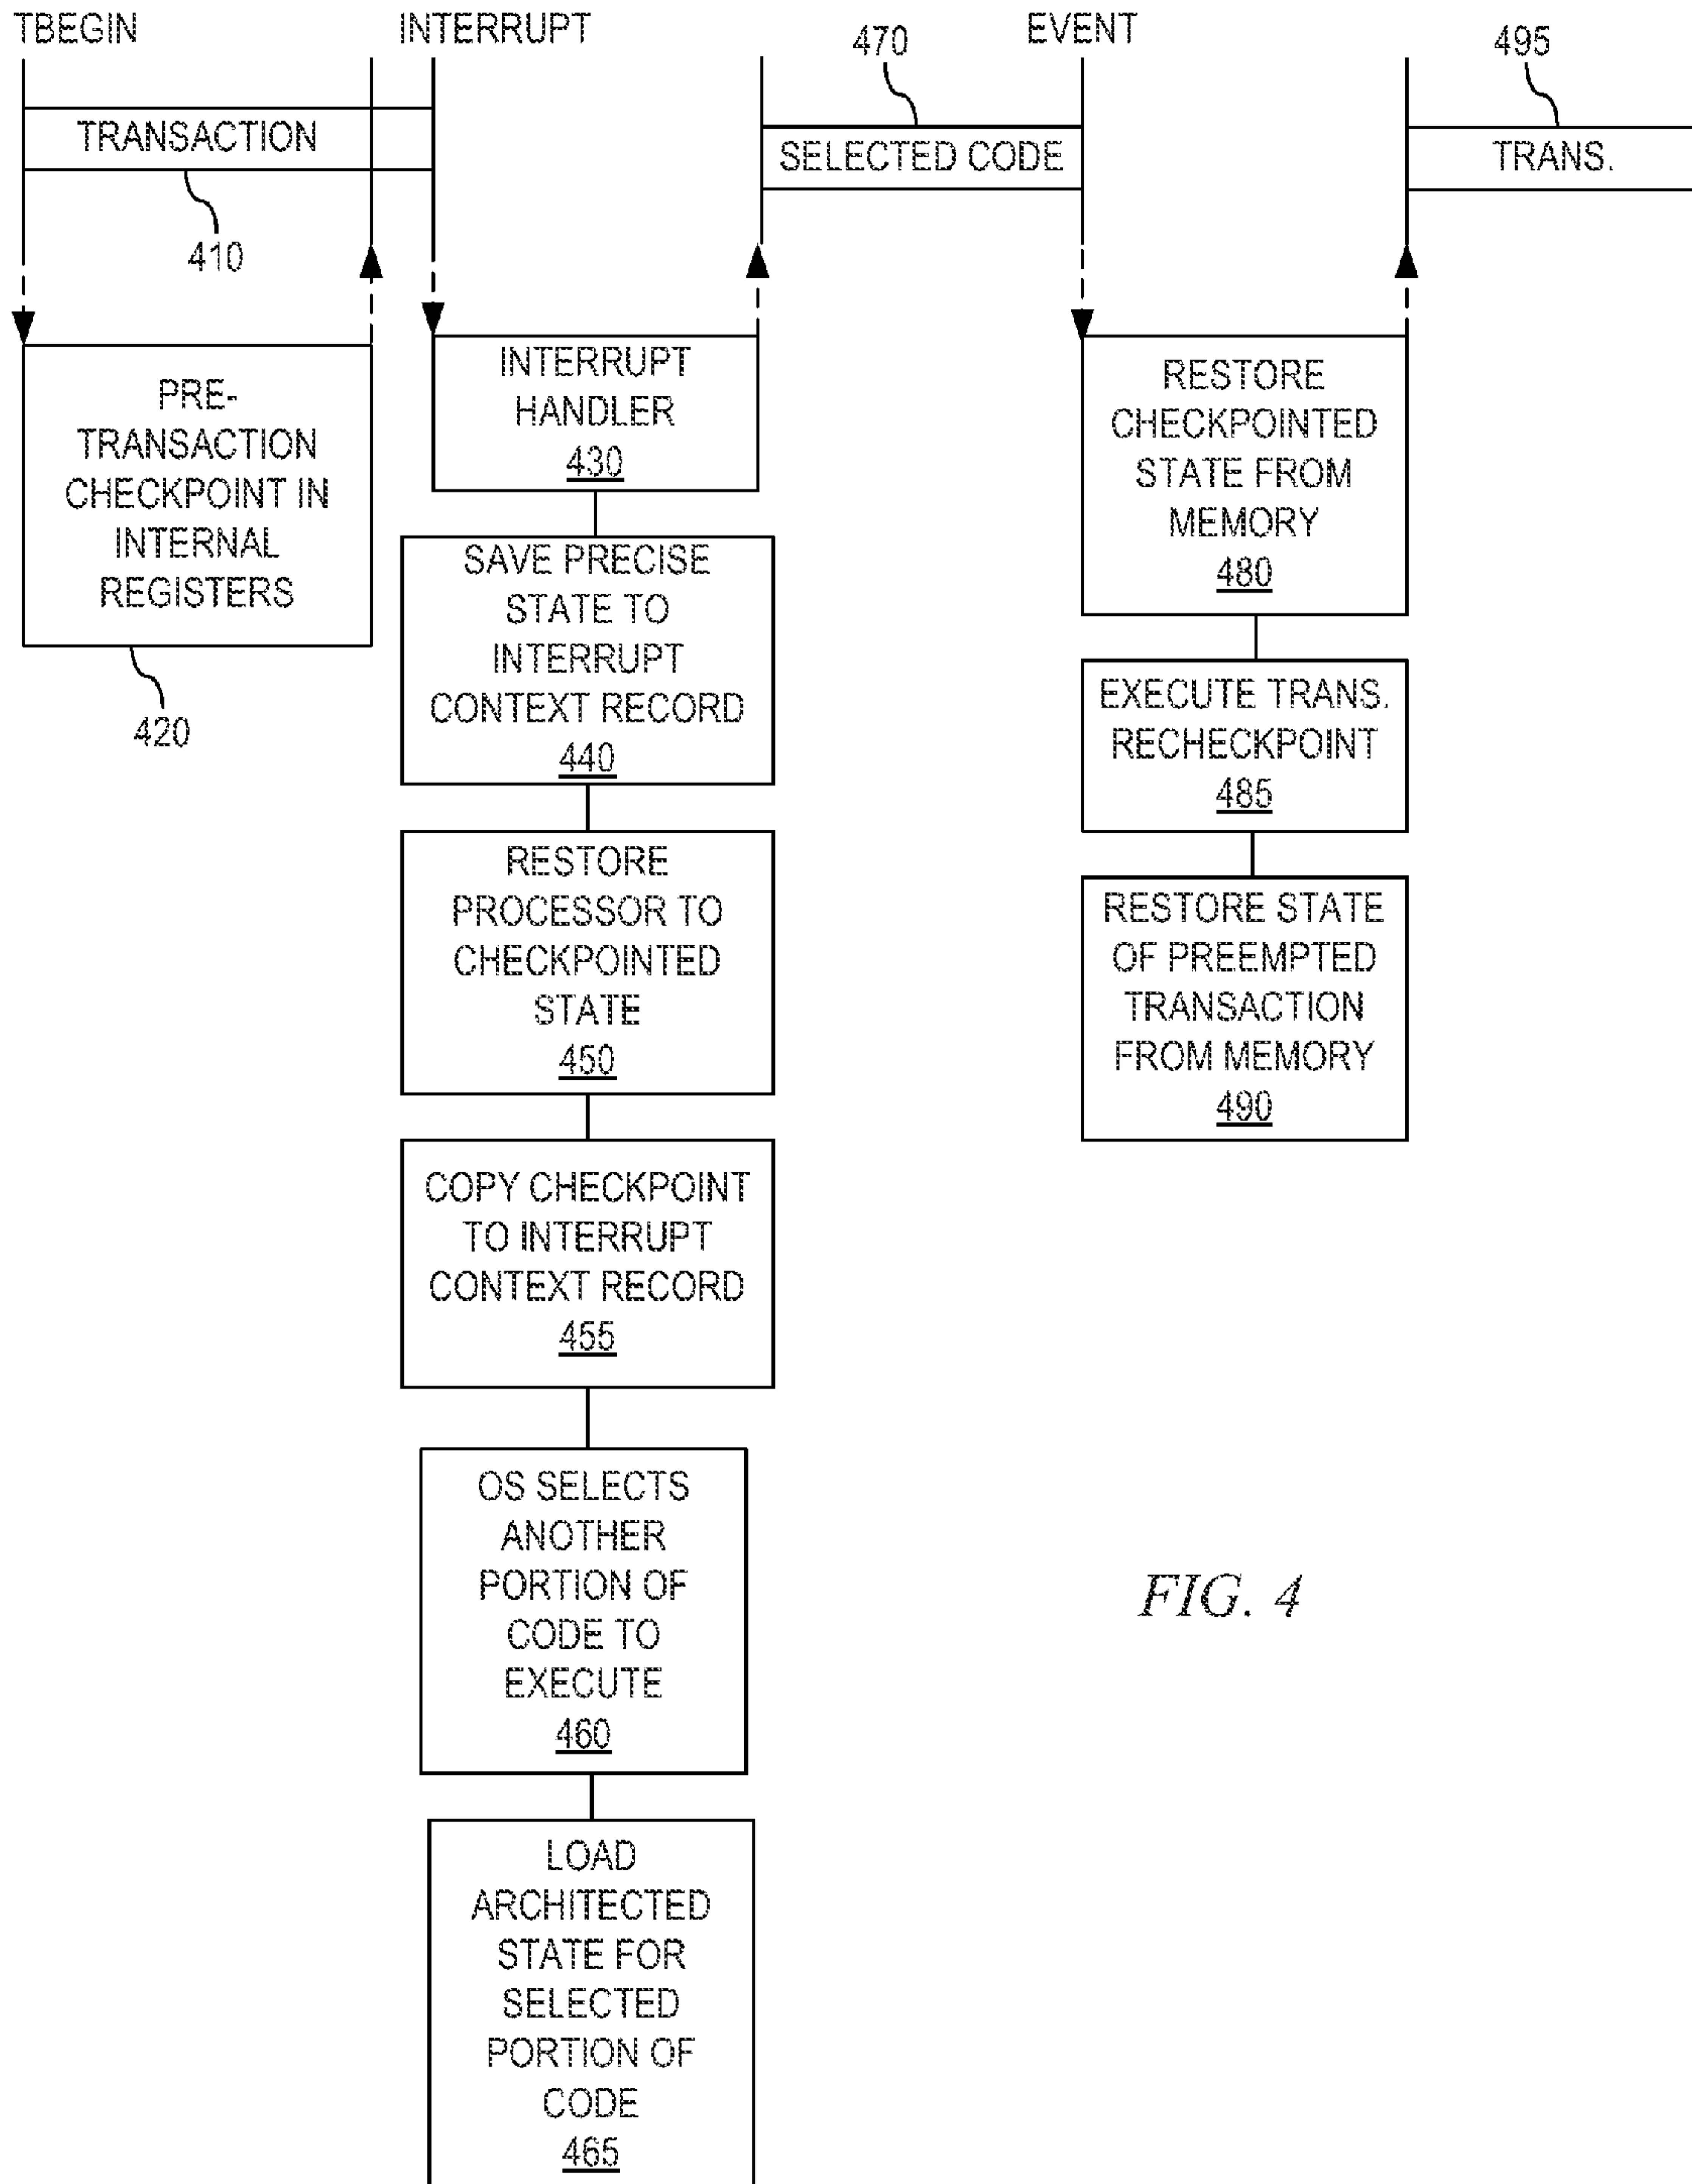 TBEGIN
INTERRUPT
470
EVENT
495
TRANSACTION
SELECTED CODE
TRANS.
410
PRE-
TRANSACTION
CHECKPOINT IN
INTERNAL
REGISTERS
420
INTERRUPT
HANDLER
430
SAVE PRECISE
STATE TO
INTERRUPT
CONTEXT RECORD
440
RESTORE
PROCESSOR TO
CHECKPOINTED
STATE
450
COPY CHECKPOINT
TO INTERRUPT
CONTEXT RECORD
455
OS SELECTS
ANOTHER
PORTION OF
CODE TO
EXECUTE
460
LOAD
ARCHITECTED
STATE FOR
SELECTED
PORTION OF
CODE
465
RESTORE
CHECKPOINTED
STATE FROM
MEMORY
480
EXECUTE TRANS.
RECHECKPOINT
485
RESTORE STATE
OF PREEMPTED
TRANSACTION
FROM MEMORY
490
FIG. 4